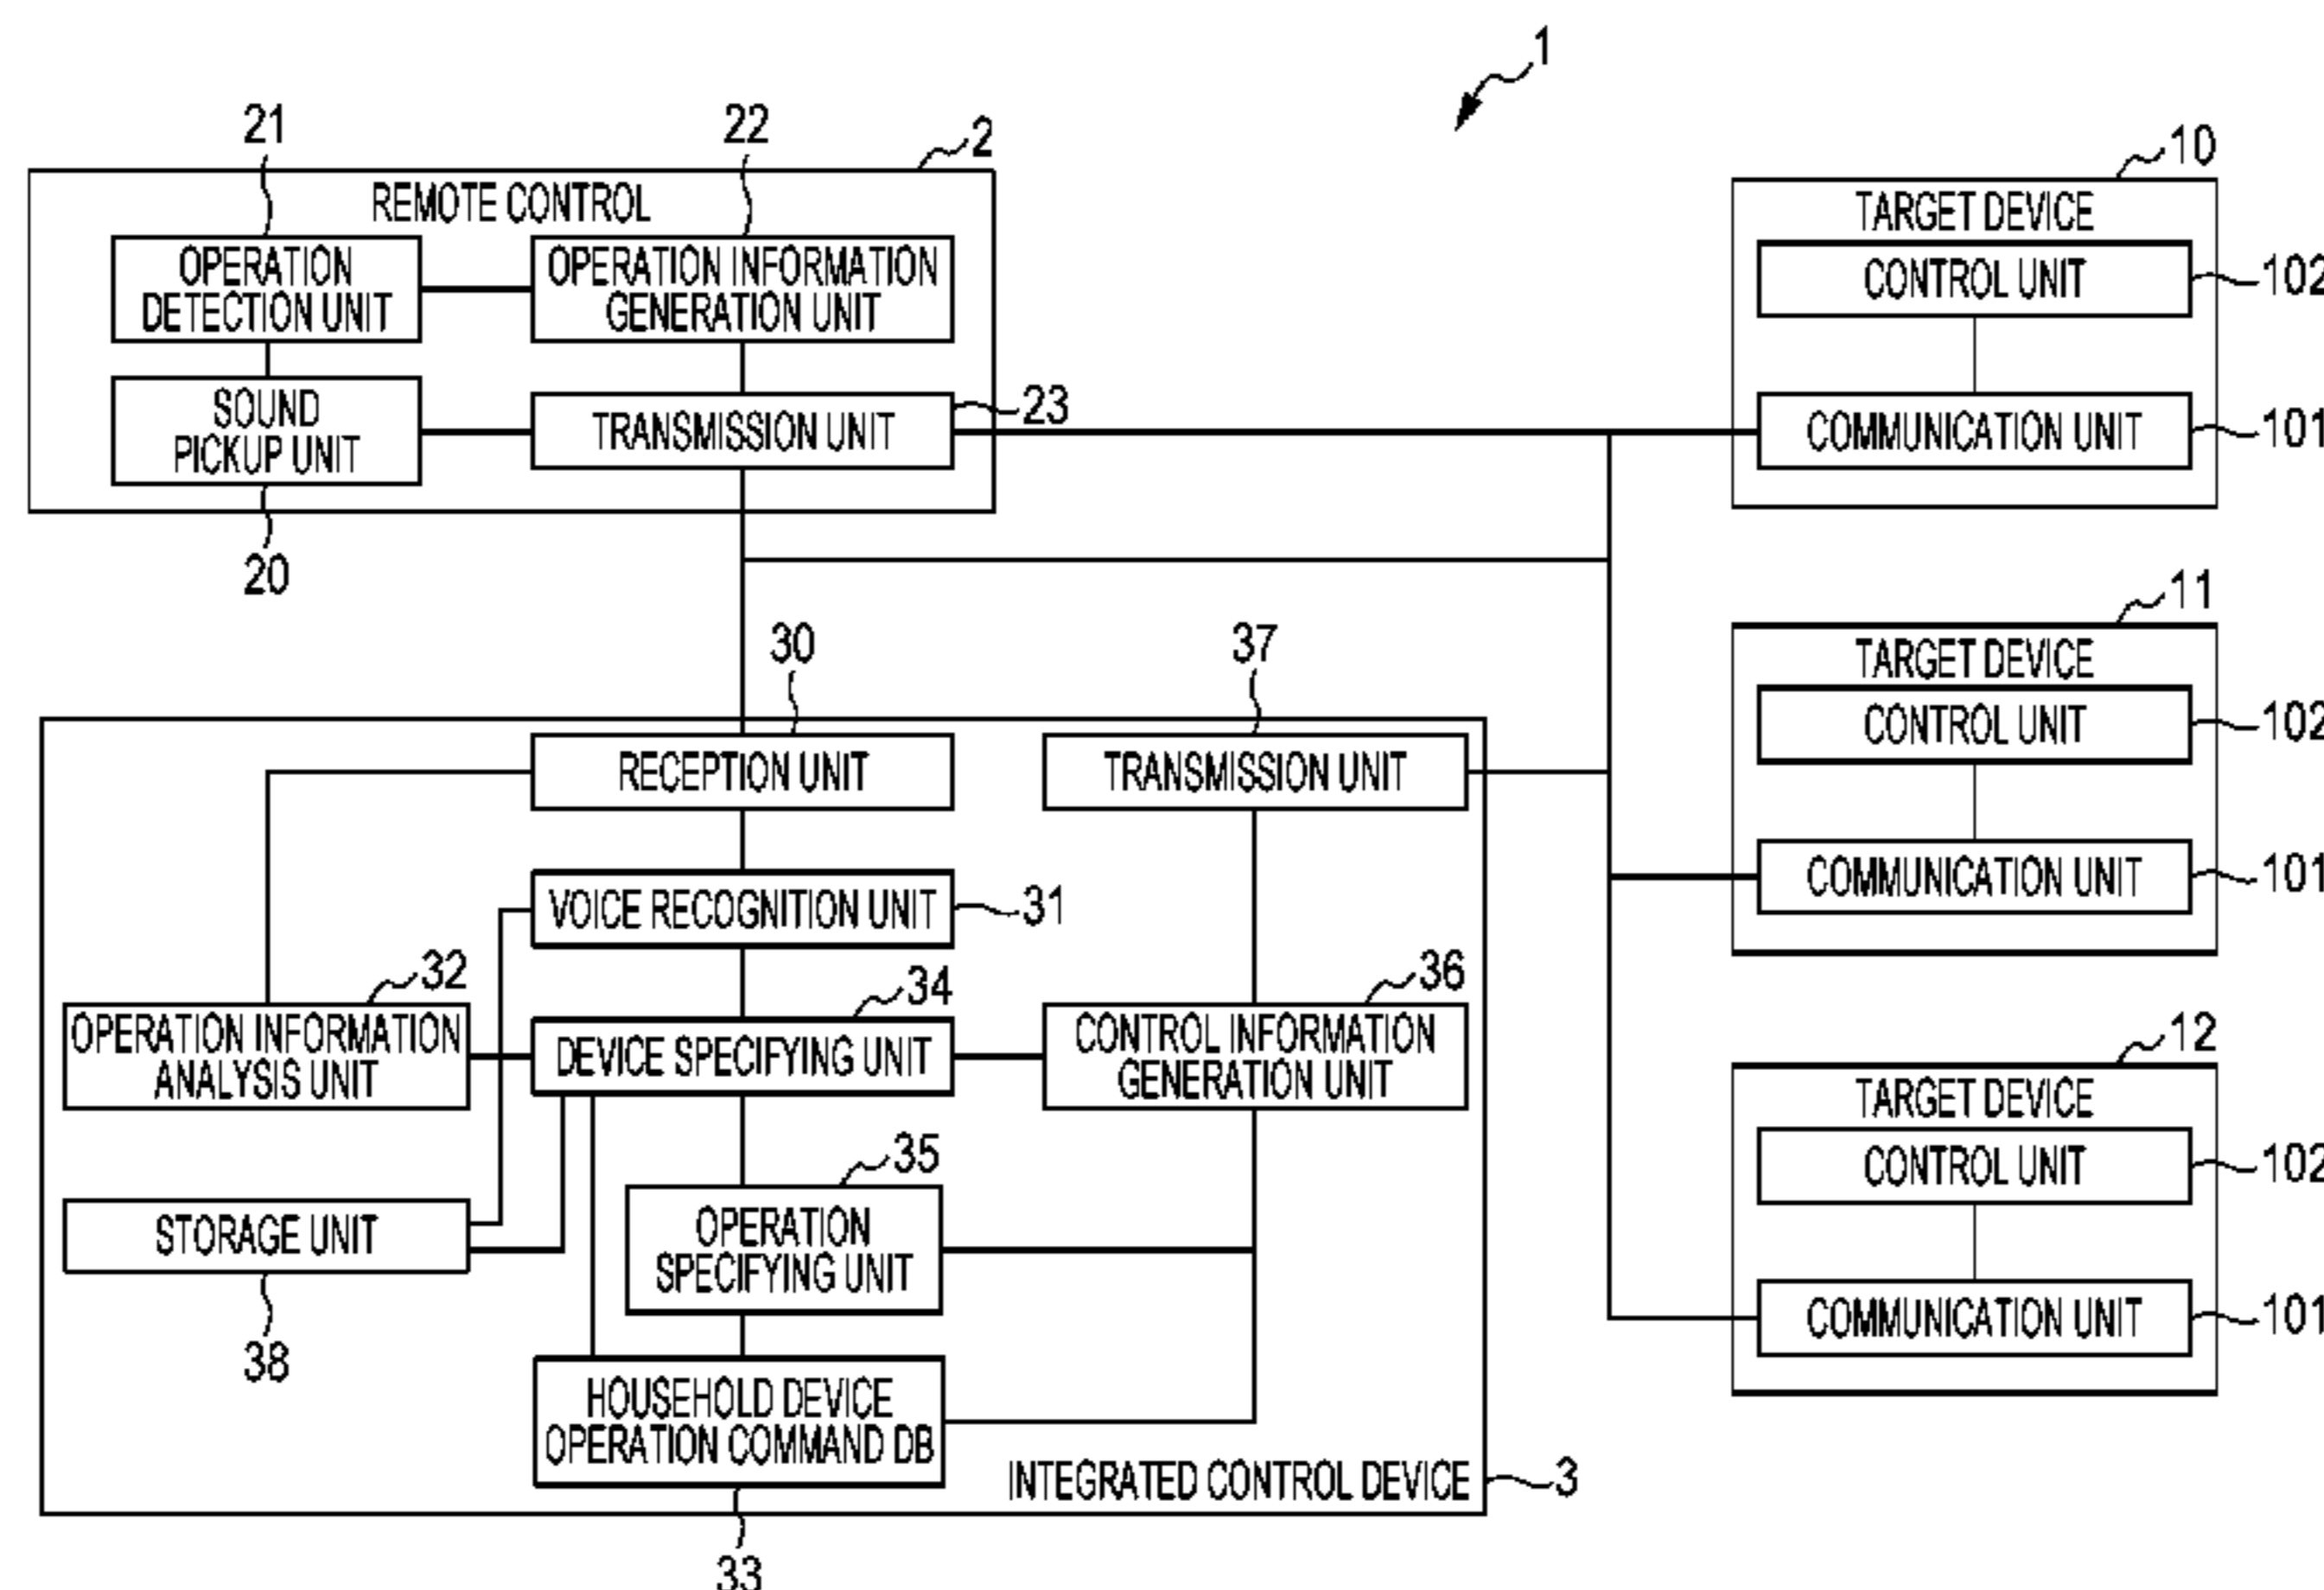 1
21
22
2
REMOTE CONTROL
OPERATION
DETECTION UNIT
OPERATION INFORMATION
GENERATION UNIT
SOUND
PICKUP UNIT
TRANSMISSION UNIT
23
20
10
TARGET DEVICE
CONTROL UNIT
102
COMMUNICATION UNIT
101
11
TARGET DEVICE
CONTROL UNIT
102
COMMUNICATION UNIT
101
12
TARGET DEVICE
CONTROL UNIT
102
COMMUNICATION UNIT
101
30
37
RECEPTION UNIT
TRANSMISSION UNIT
VOICE RECOGNITION UNIT
31
32
34
36
OPERATION INFORMATION
ANALYSIS UNIT
DEVICE SPECIFYING UNIT
CONTROL INFORMATION
GENERATION UNIT
35
STORAGE UNIT
OPERATION
SPECIFYING UNIT
38
HOUSEHOLD DEVICE
OPERATION COMMAND DB
INTEGRATED CONTROL DEVICE
3
33